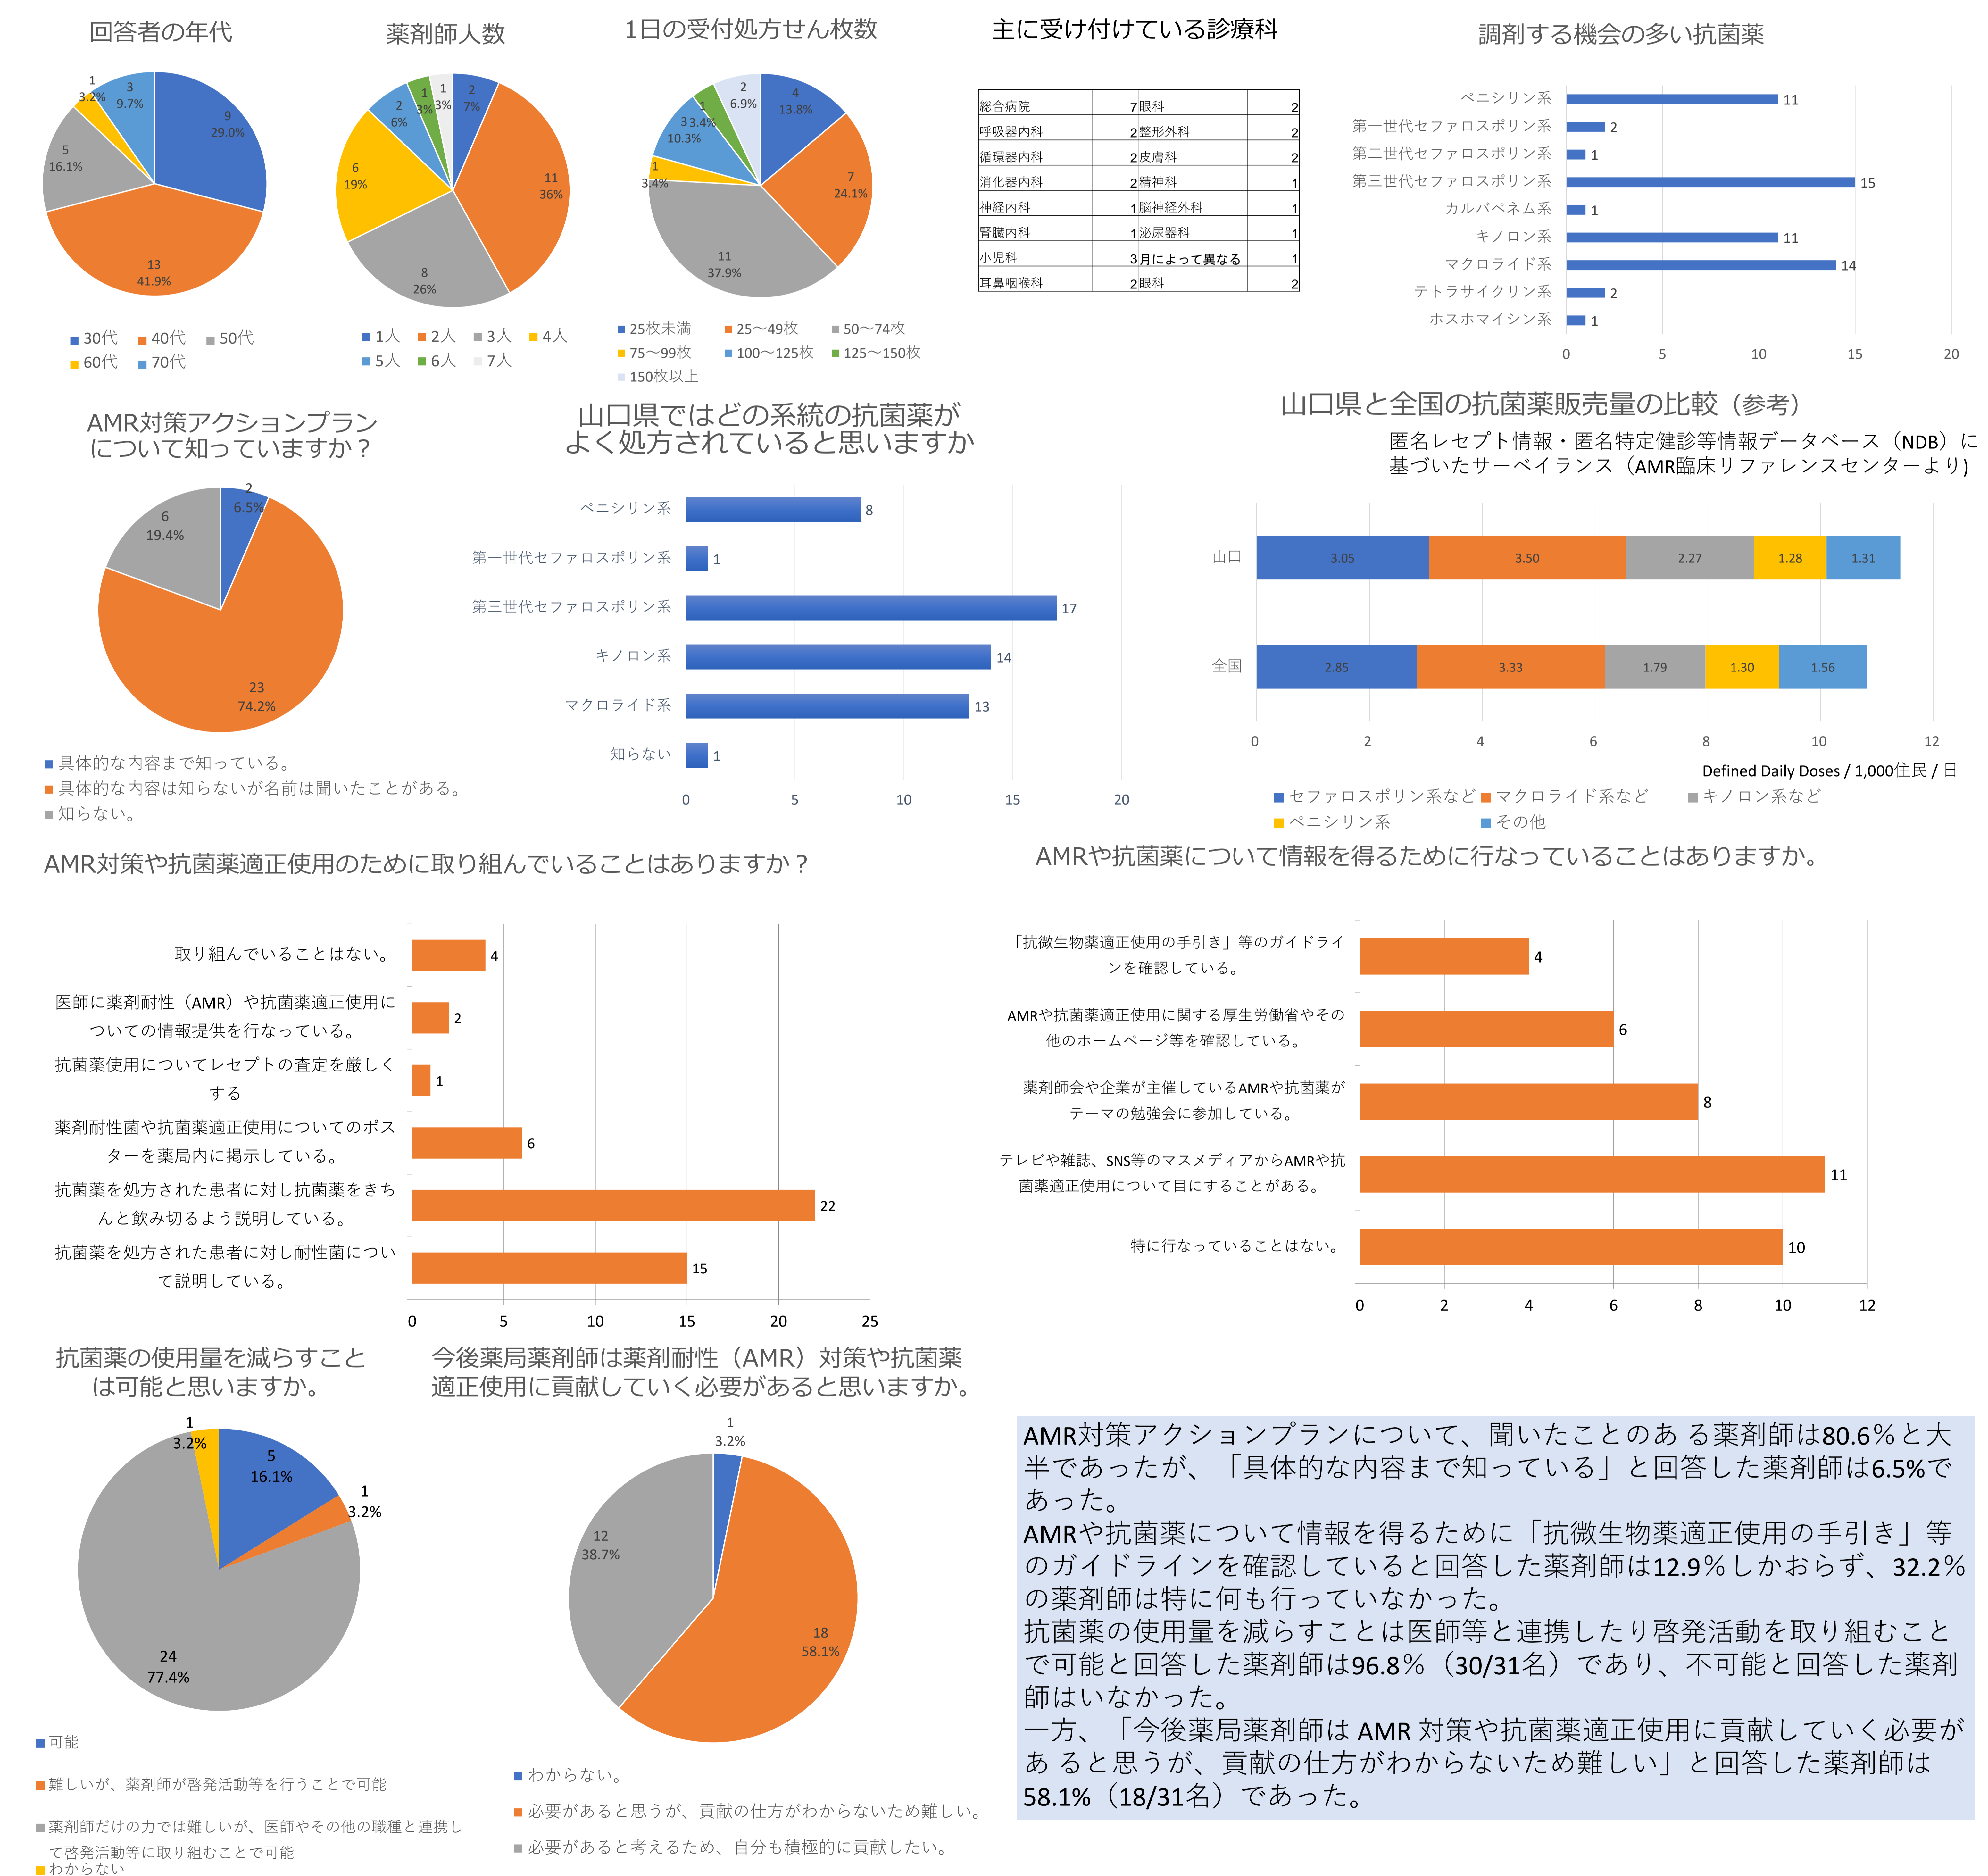 回答者の年代
1
3.2%
3
9.7%
9
29.0%
5
16.1%
13
41.9%
30代 40代 50代
60代 70代
薬剤師人数
2
7%
1
3%
1
3%
2
6%
6
19%
11
36%
8
26%
1人 2人 3人 4人
5人 6人 7人
1日の受付処方せん枚数
2
6.9%
4
13.8%
1
3.4%
3
10.3%
1
3.4%
7
24.1%
11
37.9%
25枚未満 25～49枚 50～74枚
75～99枚 100～125枚 125～150枚
150枚以上
主に受け付けている診療科
総合病院 7 眼科 2
呼吸器内科 2 整形外科 2
循環器内科 2 皮膚科 2
消化器内科 2 精神科 1
神経内科 1 脳神経外科 1
腎臓内科 1 泌尿器科 1
小児科 3 月によって異なる 1
耳鼻咽喉科 2 眼科 2
調剤する機会の多い抗菌薬
ペニシリン系 11
第一世代セファロスポリン系 2
第二世代セファロスポリン系 1
第三世代セファロスポリン系 15
カルバペネム系 1
キノロン系 11
マクロライド系 14
テトラサイクリン系 2
ホスホマイシン系 1
0 5 10 15 20
AMR対策アクションプラン
について知っていますか？
2
6.5%
6
19.4%
23
74.2%
具体的な内容まで知っている。
具体的な内容は知らないが名前は聞いたことがある。
知らない。
山口県ではどの系統の抗菌薬が
よく処方されていると思いますか
ペニシリン系 8
第一世代セファロスポリン系 1
第三世代セファロスポリン系 17
キノロン系 14
マクロライド系 13
知らない 1
0 5 10 15 20
山口県と全国の抗菌薬販売量の比較（参考）
匿名レセプト情報・匿名特定健診等情報データベース（NDB）に
基づいたサーベイランス（AMR臨床リファレンスセンターより)
山口 3.05 3.50 2.27 1.28 1.31
全国 2.85 3.33 1.79 1.30 1.56
0 2 4 6 8 10 12
Defined Daily Doses / 1,000住民 / 日
セファロスポリン系など マクロライド系など キノロン系など
ペニシリン系 その他
AMR対策や抗菌薬適正使用のために取り組んでいることはありますか？
取り組んでいることはない。 4
医師に薬剤耐性（AMR）や抗菌薬適正使用に
ついての情報提供を行なっている。 2
抗菌薬使用についてレセプトの査定を厳しく
する 1
薬剤耐性菌や抗菌薬適正使用についてのポス
ターを薬局内に掲示している。 6
抗菌薬を処方された患者に対し抗菌薬をきち
んと飲み切るよう説明している。 22
抗菌薬を処方された患者に対し耐性菌につい
て説明している。 15
0 5 10 15 20 25
AMRや抗菌薬について情報を得るために行なっていることはありますか。
「抗微生物薬適正使用の手引き」等のガイドライ
ンを確認している。 4
AMRや抗菌薬適正使用に関する厚生労働省やその
他のホームページ等を確認している。 6
薬剤師会や企業が主催しているAMRや抗菌薬が
テーマの勉強会に参加している。 8
テレビや雑誌、SNS等のマスメディアからAMRや抗
菌薬適正使用について目にすることがある。 11
特に行なっていることはない。 10
0 2 4 6 8 10 12
抗菌薬の使用量を減らすこと
は可能と思いますか。
1
3.2%
5
16.1%
1
3.2%
24
77.4%
可能
難しいが、薬剤師が啓発活動等を行うことで可能
薬剤師だけの力では難しいが、医師やその他の職種と連携し
て啓発活動等に取り組むことで可能
わからない
今後薬局薬剤師は薬剤耐性（AMR）対策や抗菌薬
適正使用に貢献していく必要があると思いますか。
1
3.2%
12
38.7%
18
58.1%
わからない。
必要があると思うが、貢献の仕方がわからないため難しい。
必要があると考えるため、自分も積極的に貢献したい。
AMR対策アクションプランについて、聞いたことのあ る薬剤師は80.6％と大
半であったが、「具体的な内容まで知っている」と回答した薬剤師は6.5%で
あった。
AMRや抗菌薬について情報を得るために「抗微生物薬適正使用の手引き」等
のガイドラインを確認していると回答した薬剤師は12.9％しかおらず、32.2％
の薬剤師は特に何も行っていなかった。
抗菌薬の使用量を減らすことは医師等と連携したり啓発活動を取り組むこと
で可能と回答した薬剤師は96.8％（30/31名）であり、不可能と回答した薬剤
師はいなかった。
一方、「今後薬局薬剤師は AMR 対策や抗菌薬適正使用に貢献していく必要が
あ ると思うが、貢献の仕方がわからないため難しい」と回答した薬剤師は
58.1%（18/31名）であった。